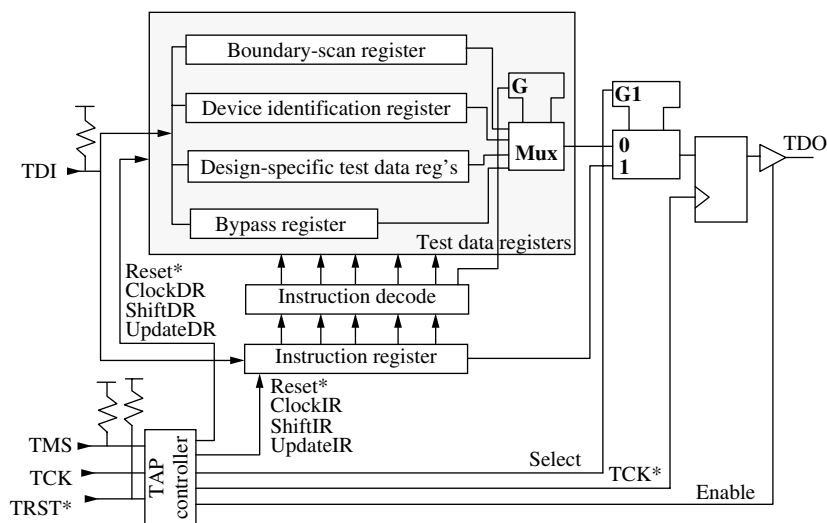 Boundary-scan register
Device identification register
Design-specific test data reg's
Bypass register
G
Mux
Test data registers
G1
0
1
TDO
TDI
Reset*
ClockDR
ShiftDR
UpdateDR
Instruction decode
Instruction register
Reset*
ClockIR
ShiftIR
UpdateIR
TMS
TCK
TRST*
TAP
controller
Select
TCK*
Enable